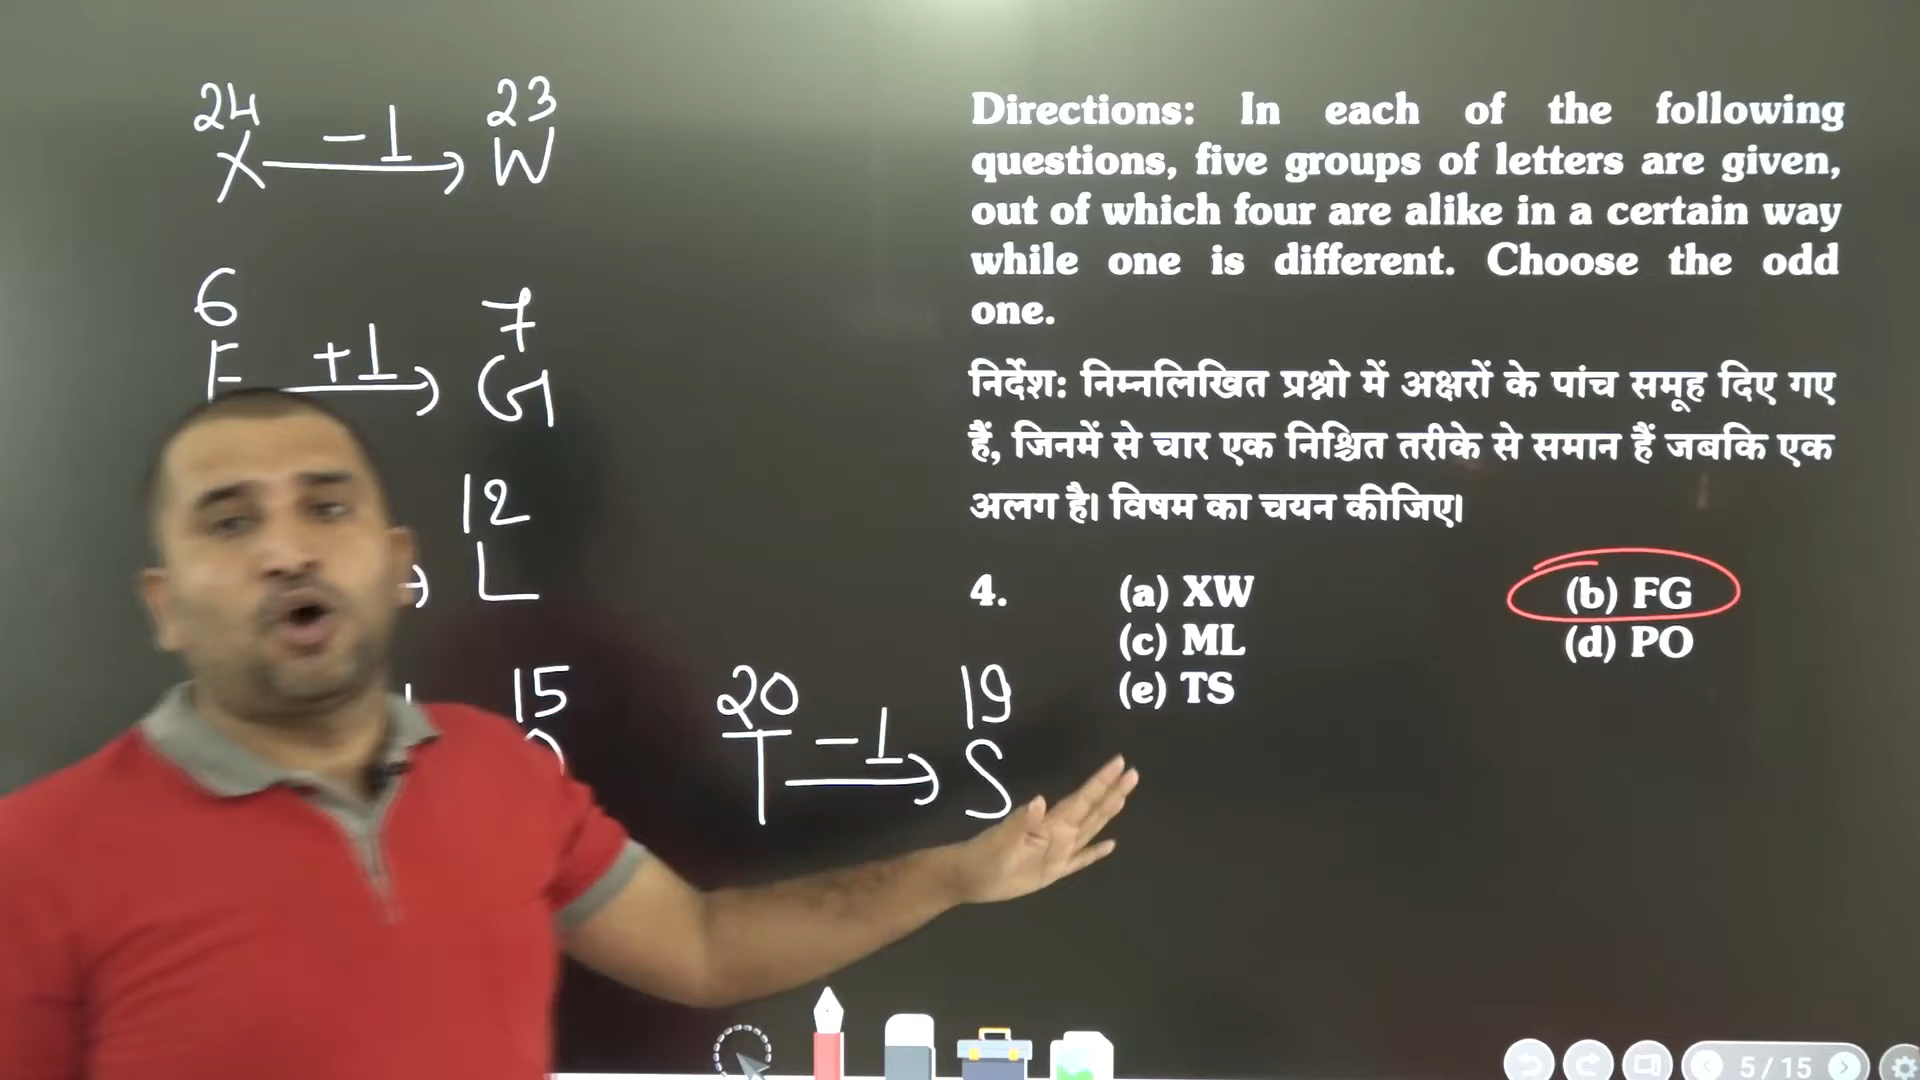 24 -1 23
X W
6 +1 7
F G
12
L
15
20 -1 19
T S
Directions: In each of the following
questions, five groups of letters are given,
out of which four are alike in a certain way
while one is different. Choose the odd
one.
निर्देश: निम्नलिखित प्रश्नो में अक्षरों के पांच समूह दिए गए
हैं, जिनमें से चार एक निश्चित तरीके से समान हैं जबकि एक
अलग है। विषम का चयन कीजिए।
4. (a) XW (b) FG
(c) ML (d) PO
(e) TS
5 / 15